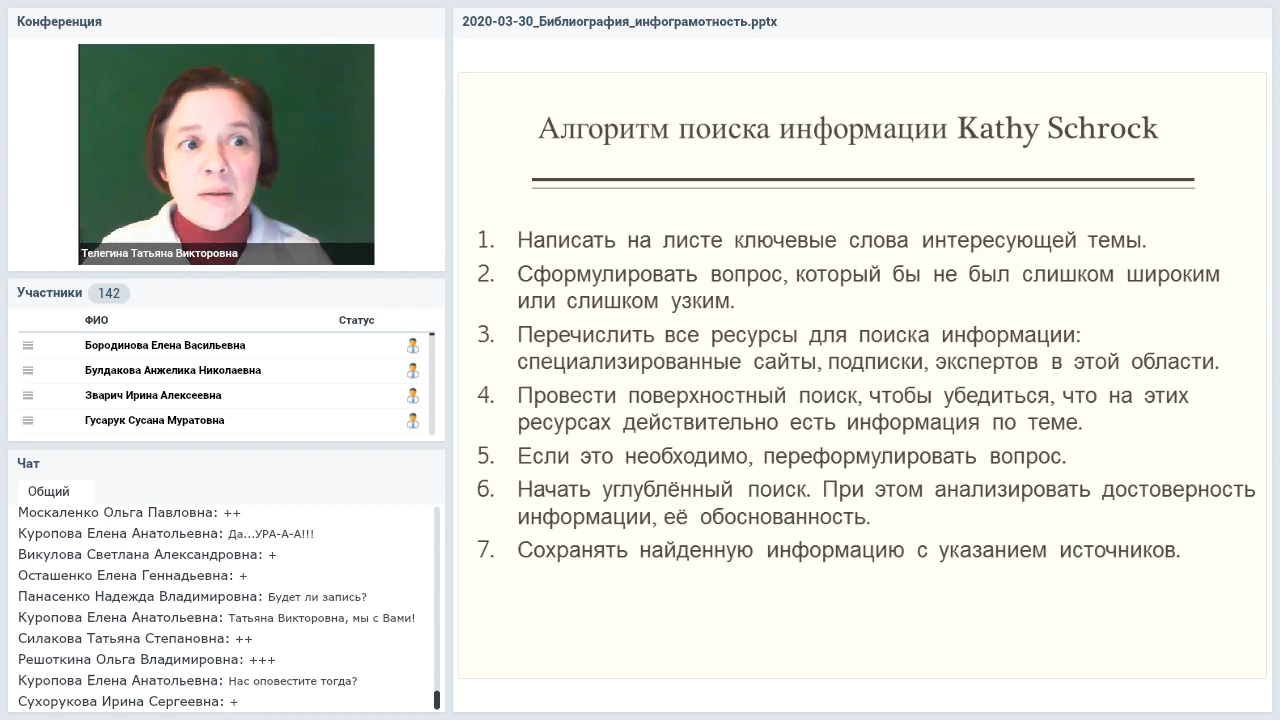 Конференция
Телегина Татьяна Викторовна
Участники 142
ФИО Статус
Бородинова Елена Васильевна
Булдакова Анжелика Николаевна
Зварич Ирина Алексеевна
Гусарук Сусана Муратовна
Чат
Общий
Москаленко Ольга Павловна: ++
Куропова Елена Анатольевна: Да...УРА-А-А!!!
Викулова Светлана Александровна: +
Осташенко Елена Геннадьевна: +
Панасенко Надежда Владимировна: Будет ли запись?
Куропова Елена Анатольевна: Татьяна Викторовна, мы с Вами!
Силакова Татьяна Степановна: ++
Решоткина Ольга Владимировна: +++
Куропова Елена Анатольевна: Нас оповестите тогда?
Сухорукова Ирина Сергеевна: +
2020-03-30_Библиография_инфограмотность.pptx
Алгоритм поиска информации Kathy Schrock
1. Написать на листе ключевые слова интересующей темы.
2. Сформулировать вопрос, который бы не был слишком широким
или слишком узким.
3. Перечислить все ресурсы для поиска информации:
специализированные сайты, подписки, экспертов в этой области.
4. Провести поверхностный поиск, чтобы убедиться, что на этих
ресурсах действительно есть информация по теме.
5. Если это необходимо, переформулировать вопрос.
6. Начать углублённый поиск. При этом анализировать достоверность
информации, её обоснованность.
7. Сохранять найденную информацию с указанием источников.